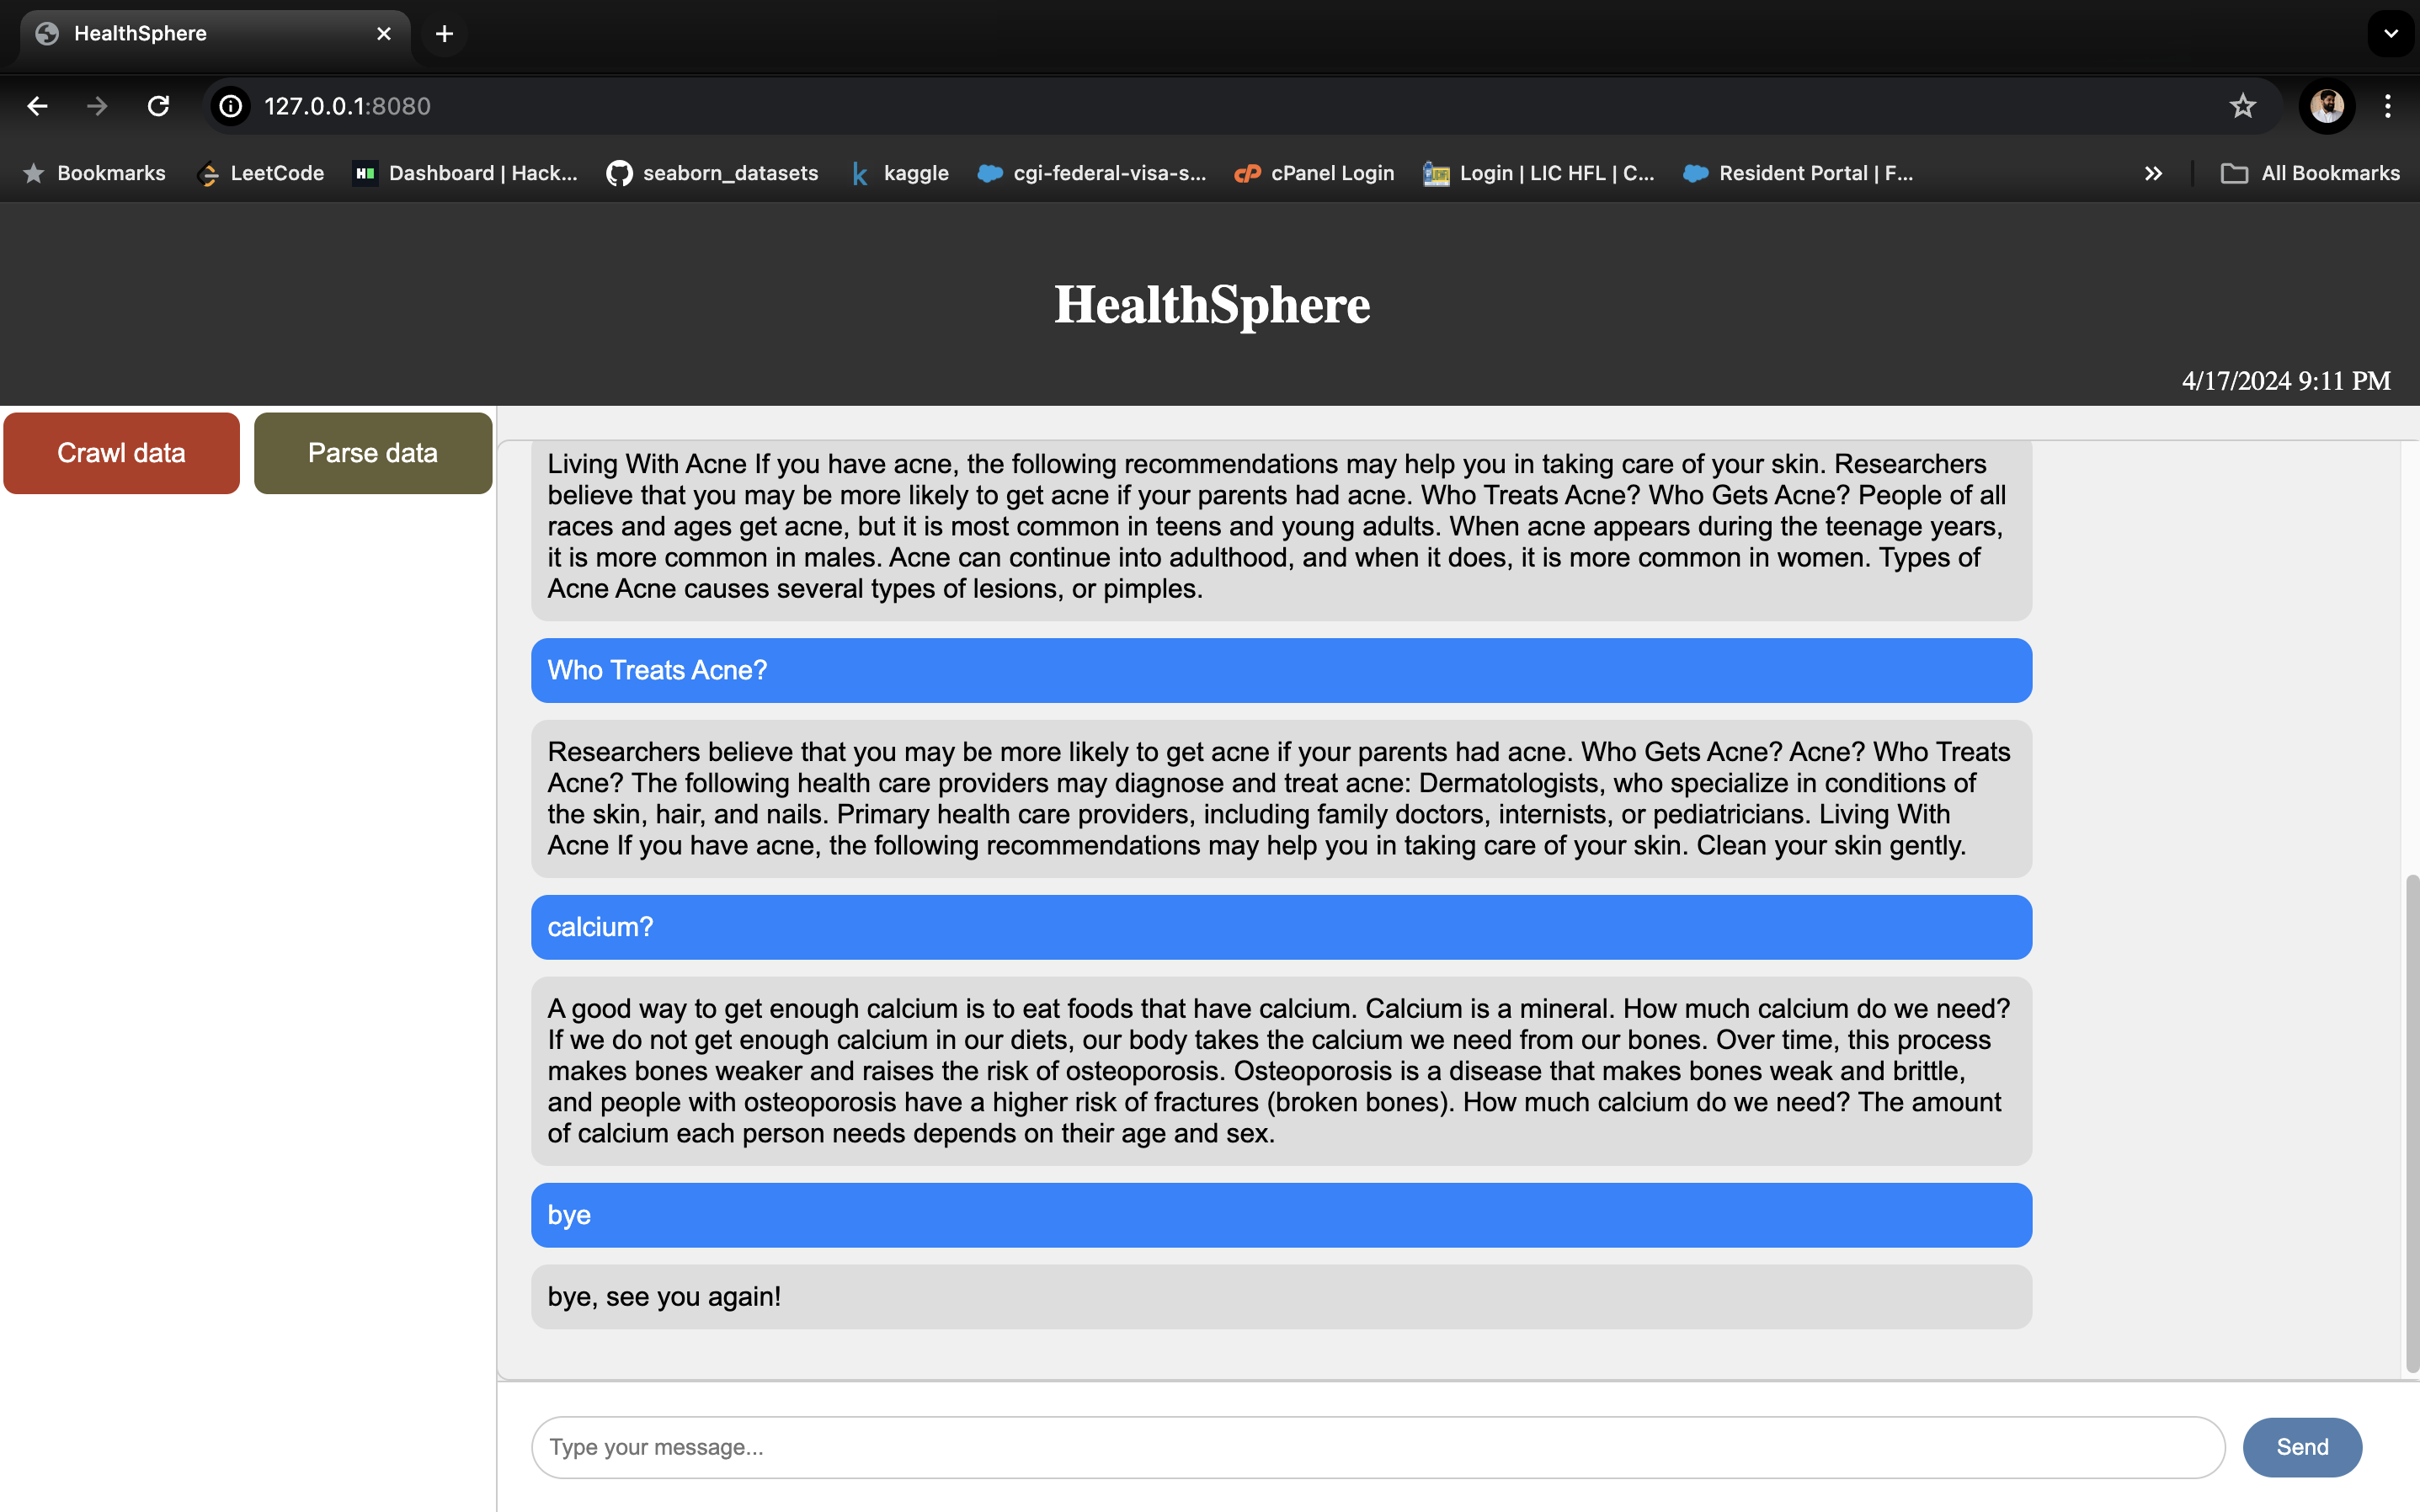 HealthSphere
127.0.0.1:8080
Bookmarks LeetCode Dashboard | Hack... seaborn_datasets kaggle cgi-federal-visa-s... cPanel Login Login | LIC HFL | C... Resident Portal | F... All Bookmarks
HealthSphere
4/17/2024 9:11 PM
Crawl data Parse data
Living With Acne If you have acne, the following recommendations may help you in taking care of your skin. Researchers
believe that you may be more likely to get acne if your parents had acne. Who Treats Acne? Who Gets Acne? People of all
races and ages get acne, but it is most common in teens and young adults. When acne appears during the teenage years,
it is more common in males. Acne can continue into adulthood, and when it does, it is more common in women. Types of
Acne Acne causes several types of lesions, or pimples.
Who Treats Acne?
Researchers believe that you may be more likely to get acne if your parents had acne. Who Gets Acne? Acne? Who Treats
Acne? The following health care providers may diagnose and treat acne: Dermatologists, who specialize in conditions of
the skin, hair, and nails. Primary health care providers, including family doctors, internists, or pediatricians. Living With
Acne If you have acne, the following recommendations may help you in taking care of your skin. Clean your skin gently.
calcium?
A good way to get enough calcium is to eat foods that have calcium. Calcium is a mineral. How much calcium do we need?
If we do not get enough calcium in our diets, our body takes the calcium we need from our bones. Over time, this process
makes bones weaker and raises the risk of osteoporosis. Osteoporosis is a disease that makes bones weak and brittle,
and people with osteoporosis have a higher risk of fractures (broken bones). How much calcium do we need? The amount
of calcium each person needs depends on their age and sex.
bye
bye, see you again!
Type your message...
Send